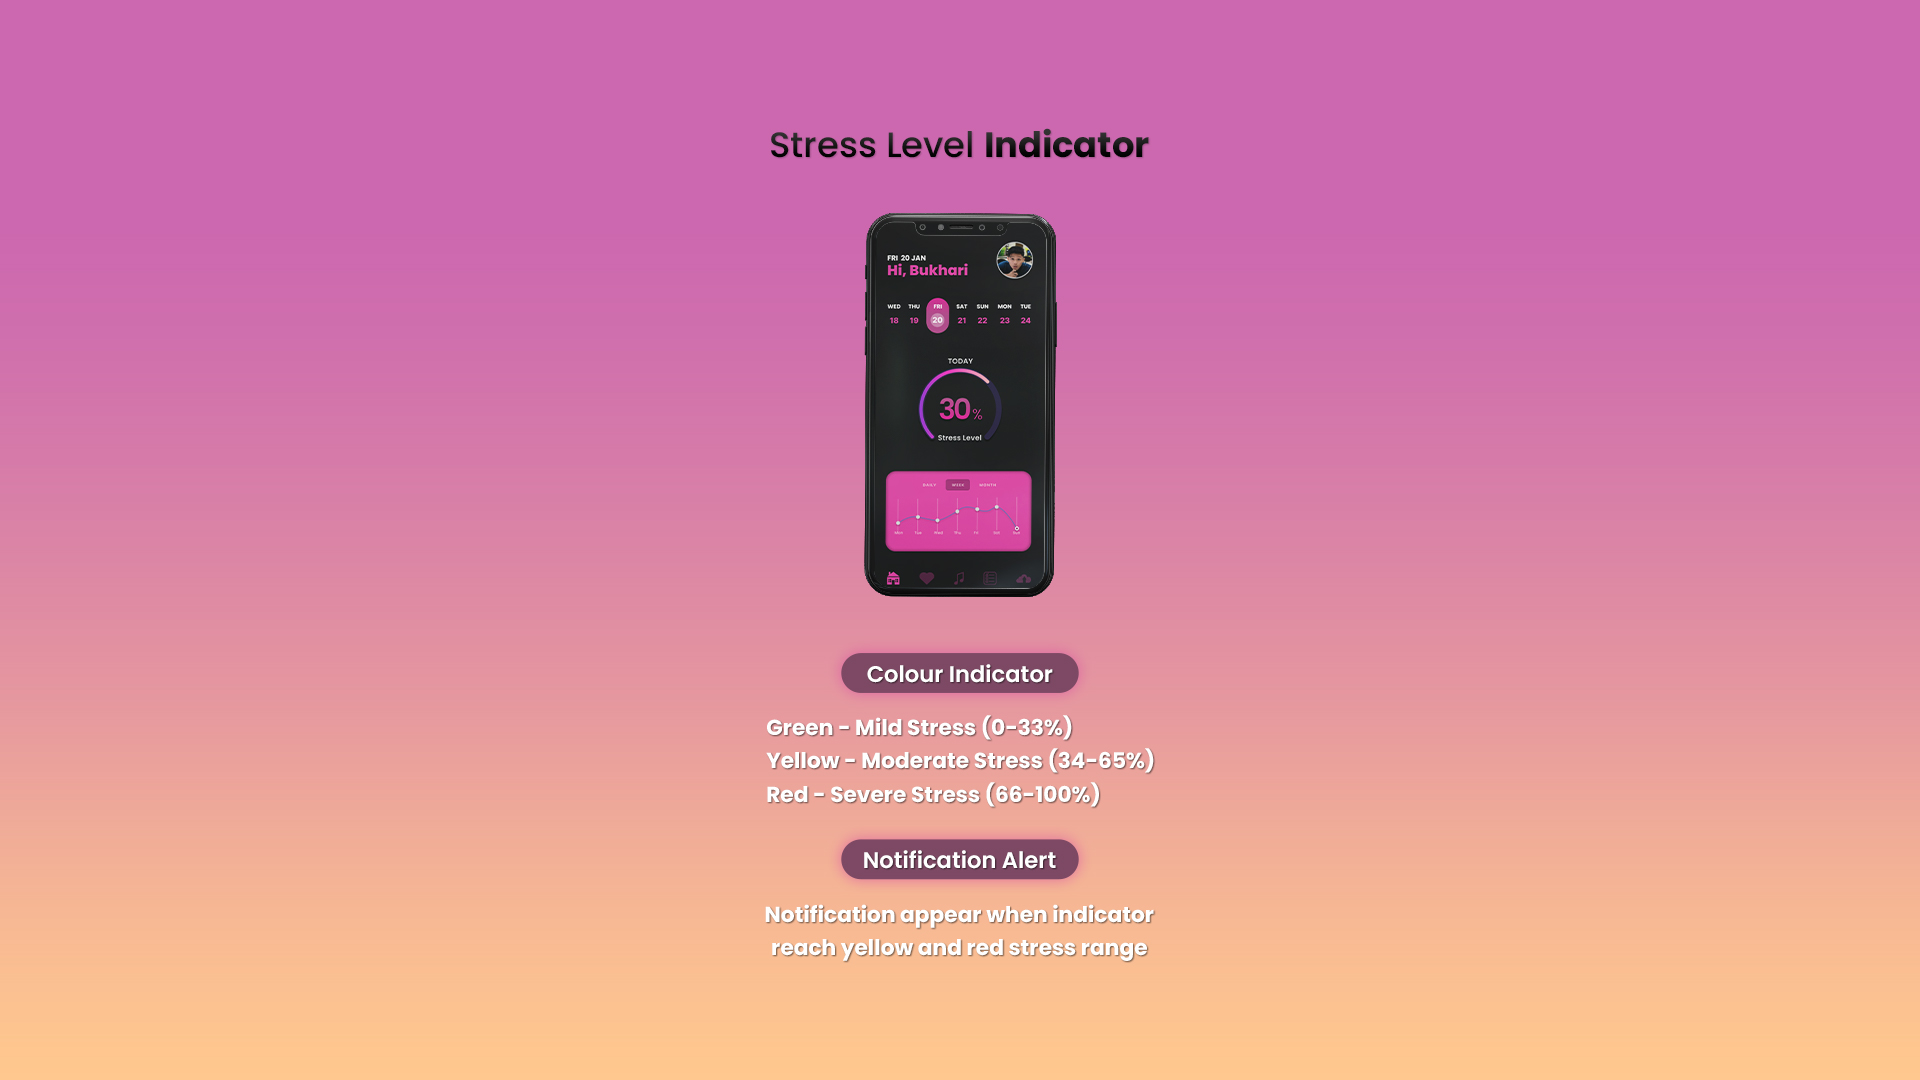 Stress Level Indicator
FRI 20 JAN
Hi, Bukhari
WED THU FRI SAT SUN MON TUE
18 19 20 21 22 23 24
TODAY
30%
Stress Level
DAILY WEEK MONTH
Mon Tue Wed Thu Fri Sat Sun
Colour Indicator
Green - Mild Stress (0-33%)
Yellow - Moderate Stress (34-65%)
Red - Severe Stress (66-100%)
Notification Alert
Notification appear when indicator
reach yellow and red stress range